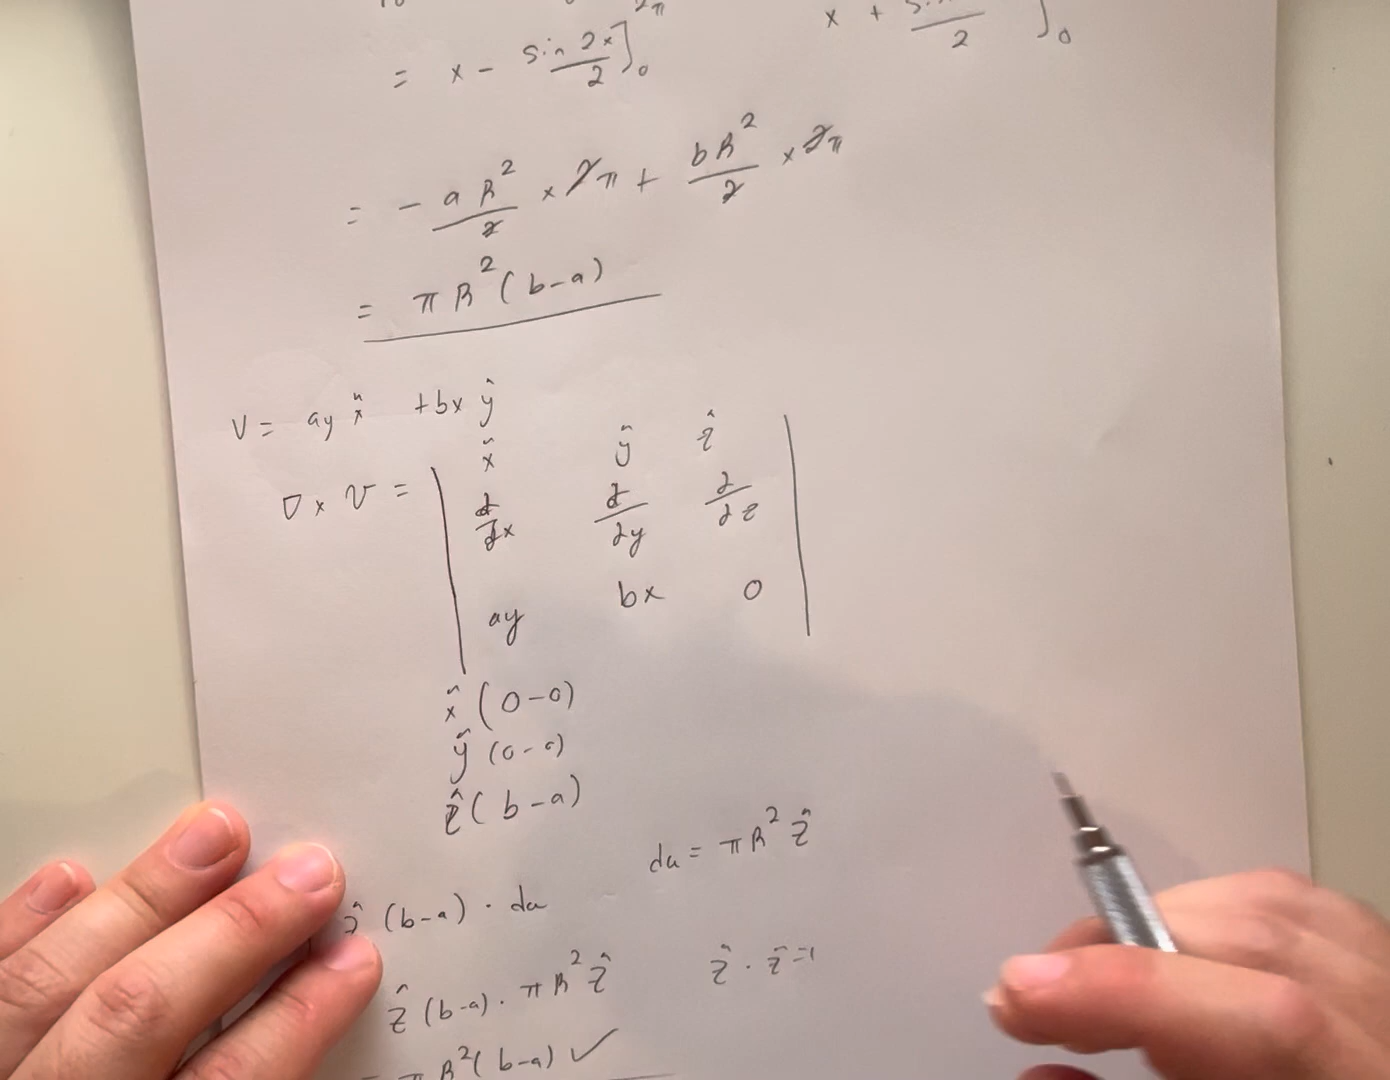 = x - sin 2x / 2 ]₀^2π x + / 2 ]₀
= - aR²/2 × 2π + bR²/2 × 2π
= πR²(b-a)
V = ay x̂ + bx ŷ
x̂ ŷ ẑ
∇ × v = | ∂/∂x ∂/∂y ∂/∂z |
ay bx 0
x̂ (0-0)
ŷ (0-0)
ẑ (b-a)
da = πR² ẑ
ẑ (b-a) · da
ẑ (b-a) · πR² ẑ ẑ · ẑ = 1
= πR²(b-a) ✓